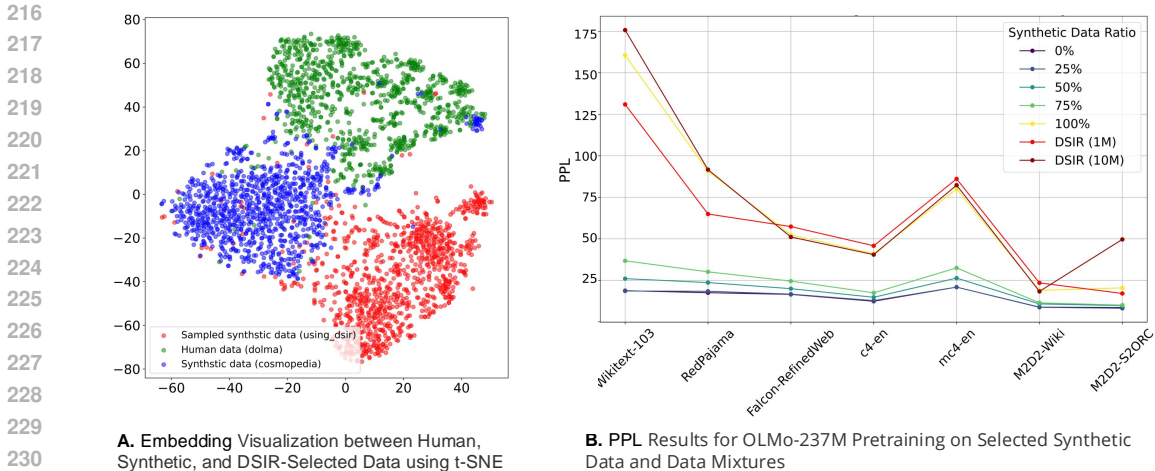 216
217
218
219
220
221
222
223
224
225
226
227
228
229
230
80
60
40
20
0
−20
−40
−60
−80
−60
−40
−20
0
20
40
Sampled synthstic data (using_dsir)
Human data (dolma)
Synthstic data (cosmopedia)
A. Embedding Visualization between Human,
Synthetic, and DSIR-Selected Data using t-SNE
PPL
175
150
125
100
75
50
25
Synthetic Data Ratio
0%
25%
50%
75%
100%
DSIR (1M)
DSIR (10M)
Wikitext-103
RedPajama
Falcon-RefinedWeb
c4-en
mc4-en
M2D2-Wiki
M2D2-S2ORC
B. PPL Results for OLMo-237M Pretraining on Selected Synthetic
Data and Data Mixtures